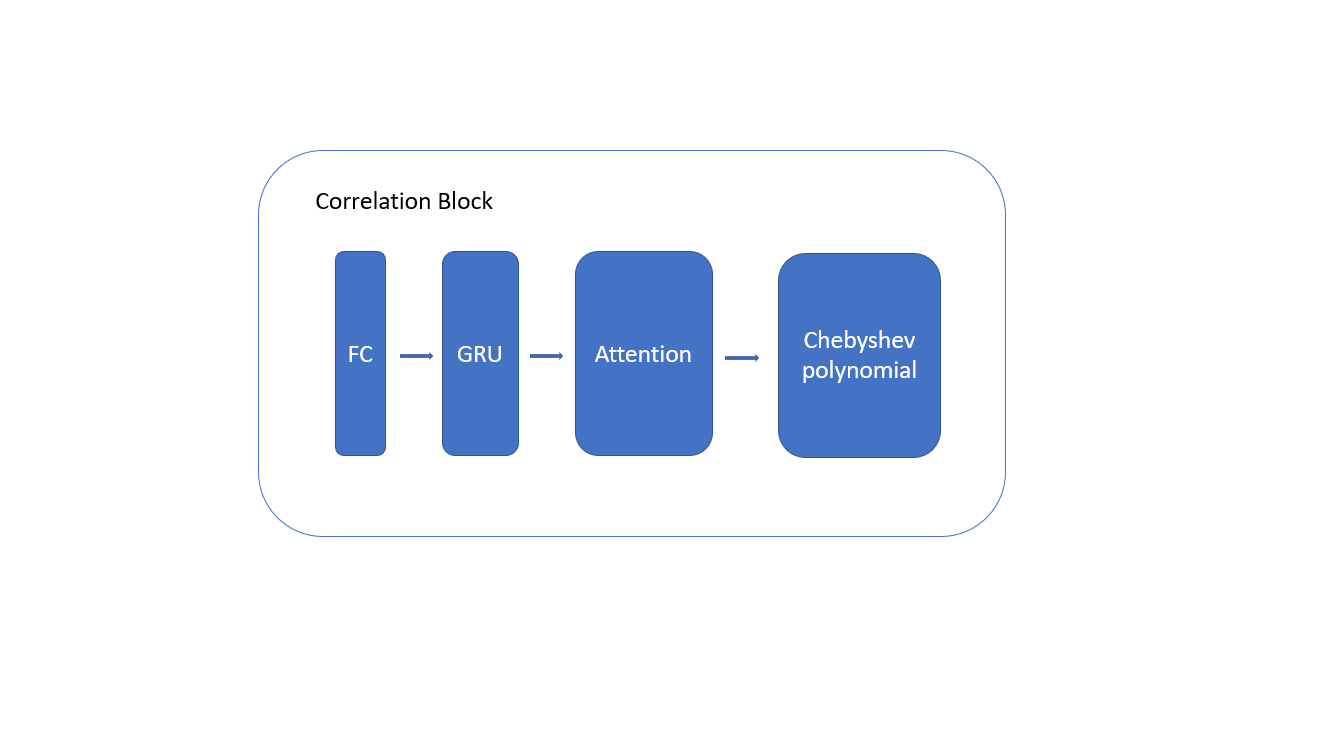 Correlation Block
FC
GRU
Attention
Chebyshev
polynomial